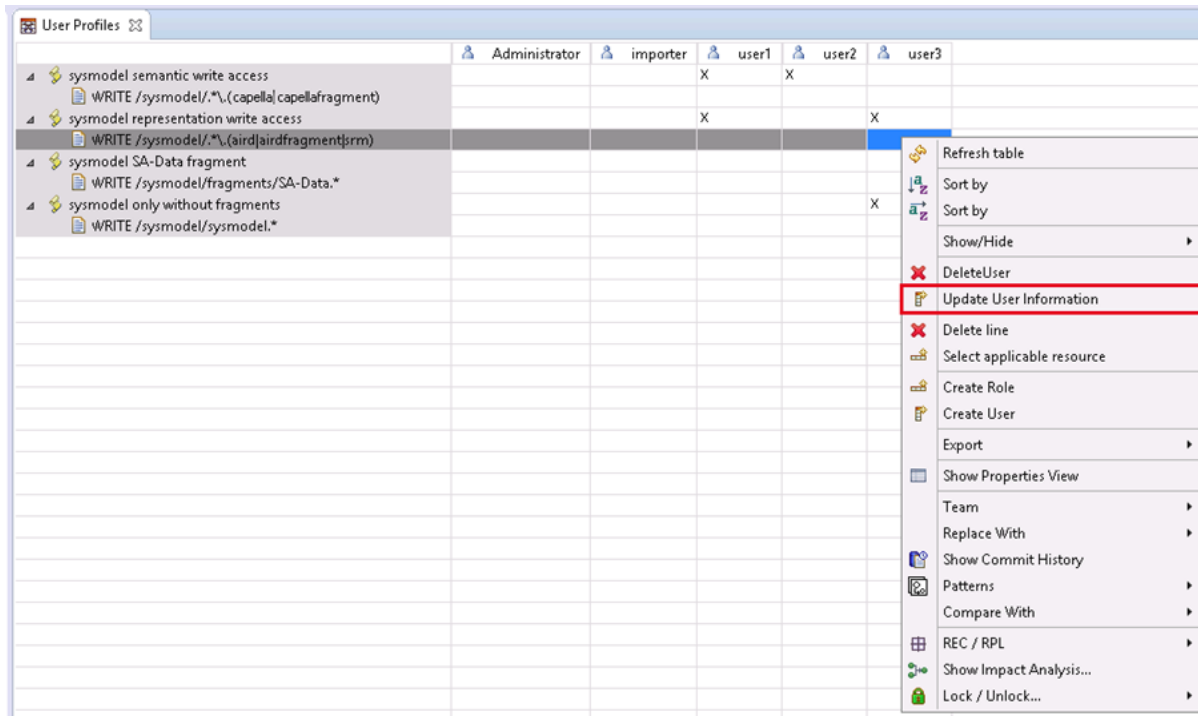 User Profiles
Administrator importer user1 user2 user3
sysmodel semantic write access X X
WRITE /sysmodel/.*\.(capella|capellafragment)
sysmodel representation write access X X
WRITE /sysmodel/.*\.(aird|airdfragment|srm)
sysmodel SA-Data fragment
WRITE /sysmodel/fragments/SA-Data.*
sysmodel only without fragments X
WRITE /sysmodel/sysmodel.*
Refresh table
Sort by
Sort by
Show/Hide
DeleteUser
Update User Information
Delete line
Select applicable resource
Create Role
Create User
Export
Show Properties View
Team
Replace With
Show Commit History
Patterns
Compare With
REC / RPL
Show Impact Analysis...
Lock / Unlock...